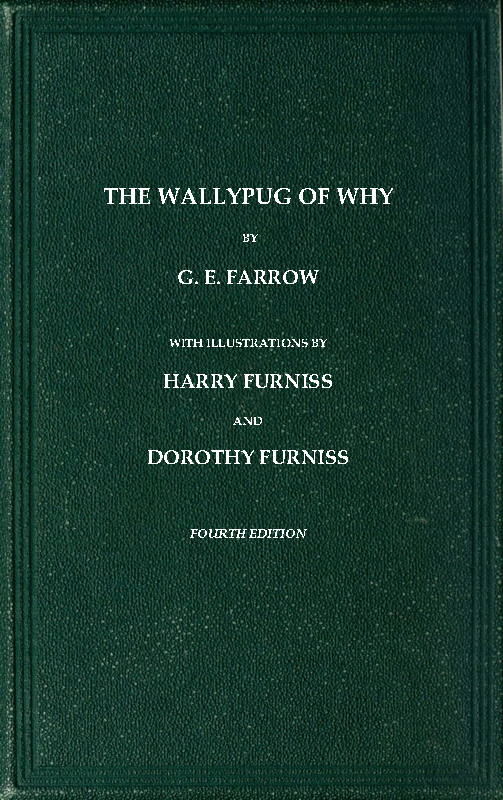 THE WALLYPUG OF WHY
BY
G. E. FARROW
WITH ILLUSTRATIONS BY
HARRY FURNISS
AND
DOROTHY FURNISS
FOURTH EDITION